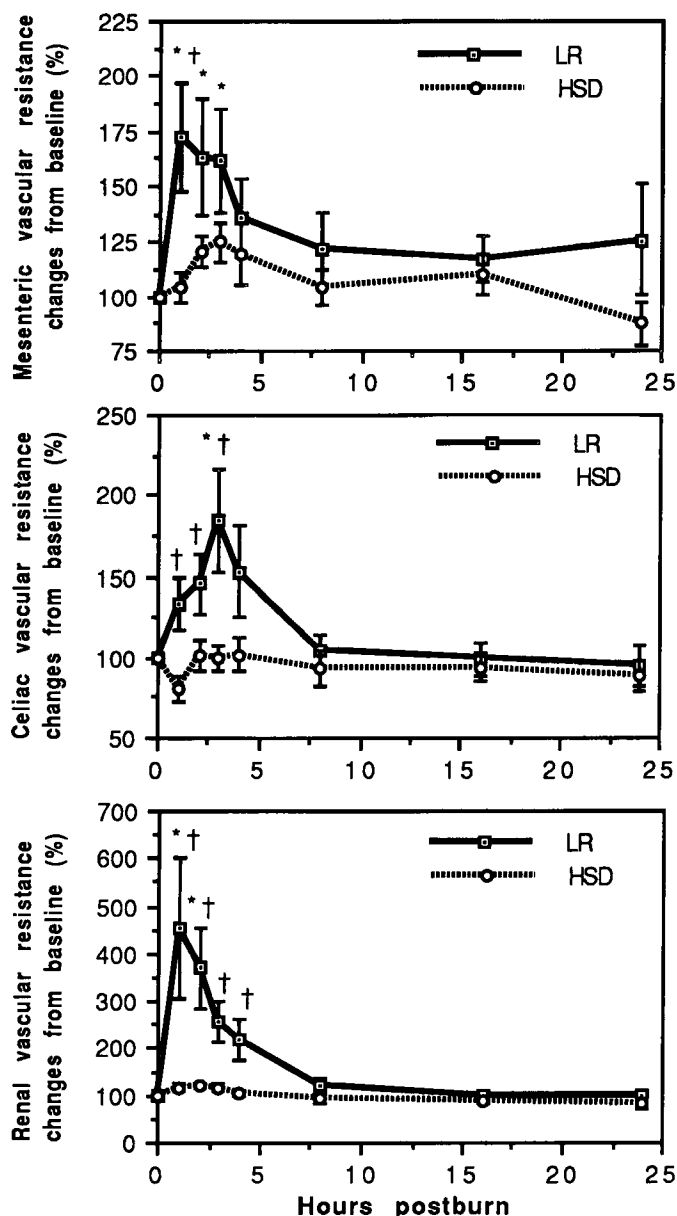 Mesenteric vascular resistance
changes from baseline (%)
225
200
175
150
125
100
75
* † * *
LR
HSD
0 5 10 15 20 25
Celiac vascular resistance
changes from baseline (%)
250
200
150
100
50
* †
† †
LR
HSD
0 5 10 15 20 25
Renal vascular resistance
changes from baseline (%)
700
600
500
400
300
200
100
0
* †
* †
† †
LR
HSD
0 5 10 15 20 25
Hours postburn